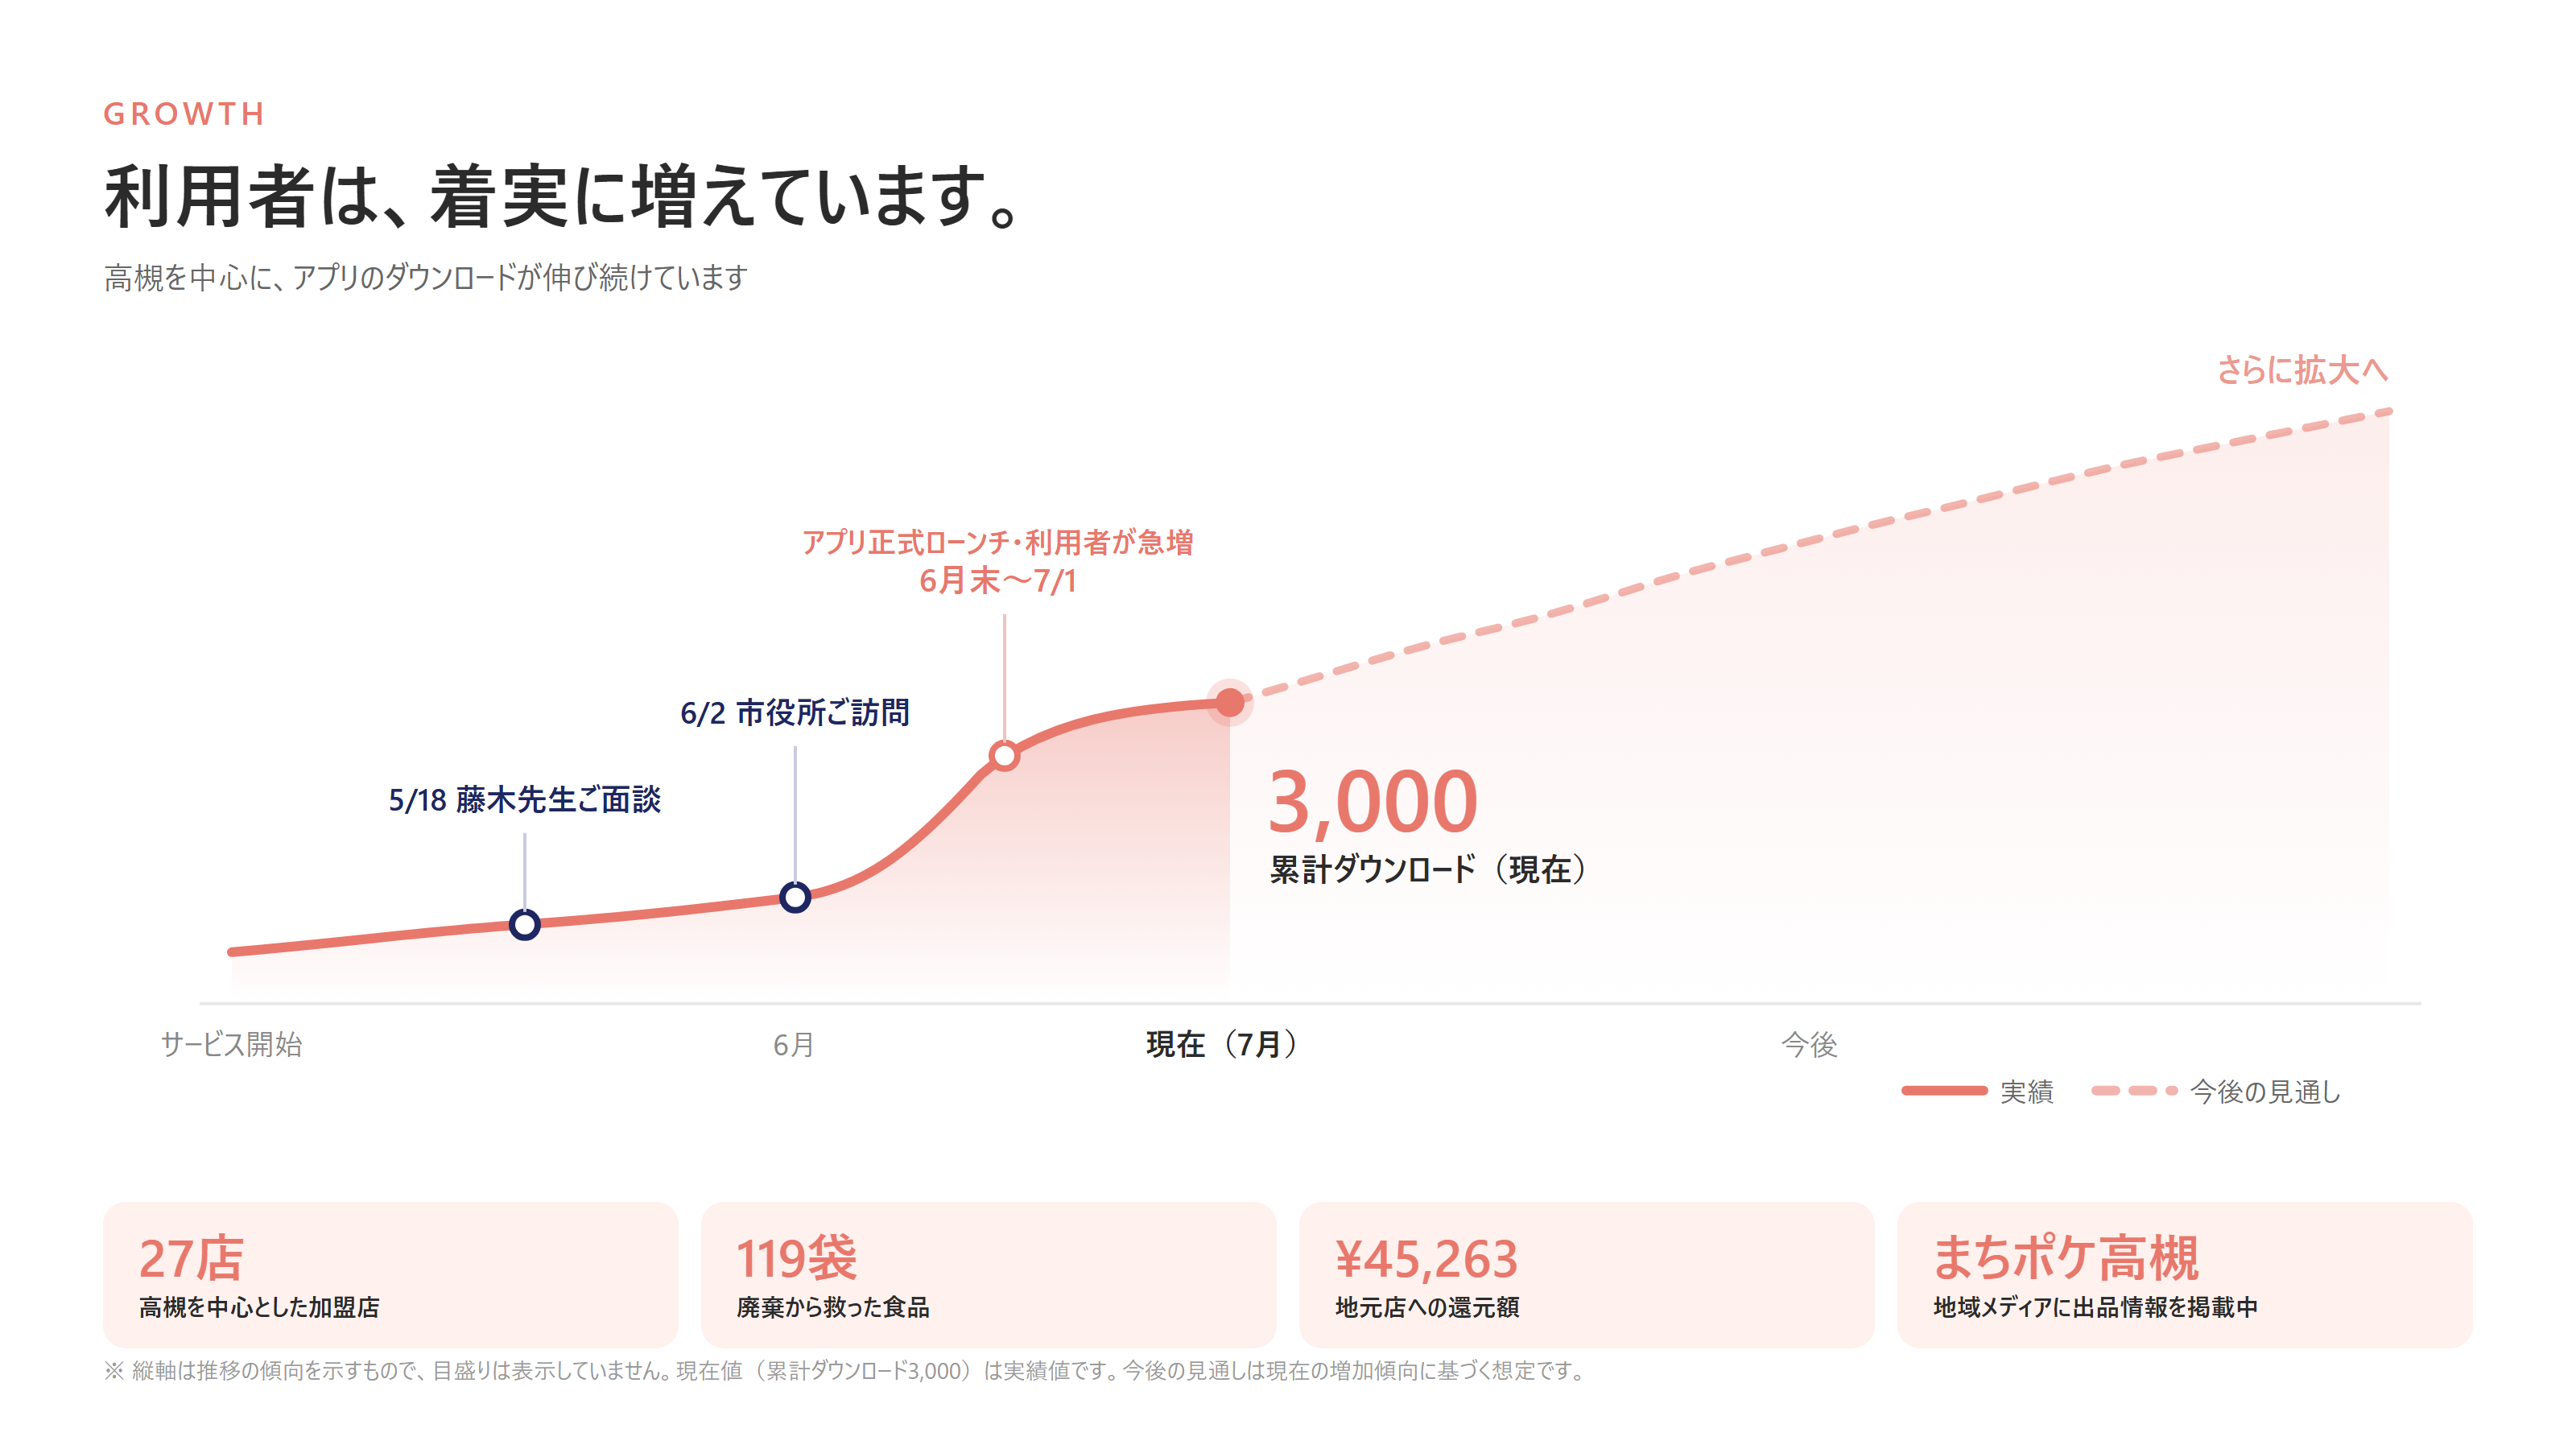 GROWTH
利用者は、着実に増えています。
高槻を中心に、アプリのダウンロードが伸び続けています
さらに拡大へ
アプリ正式ローンチ・利用者が急増
6月末〜7/1
6/2 市役所ご訪問
5/18 藤木先生ご面談
3,000
累計ダウンロード（現在）
サービス開始
6月
現在（7月）
今後
実績
今後の見通し
27店
高槻を中心とした加盟店
119袋
廃棄から救った食品
¥45,263
地元店への還元額
まちポケ高槻
地域メディアに出品情報を掲載中
※ 縦軸は推移の傾向を示すもので、目盛りは表示していません。現在値（累計ダウンロード3,000）は実績値です。今後の見通しは現在の増加傾向に基づく想定です。